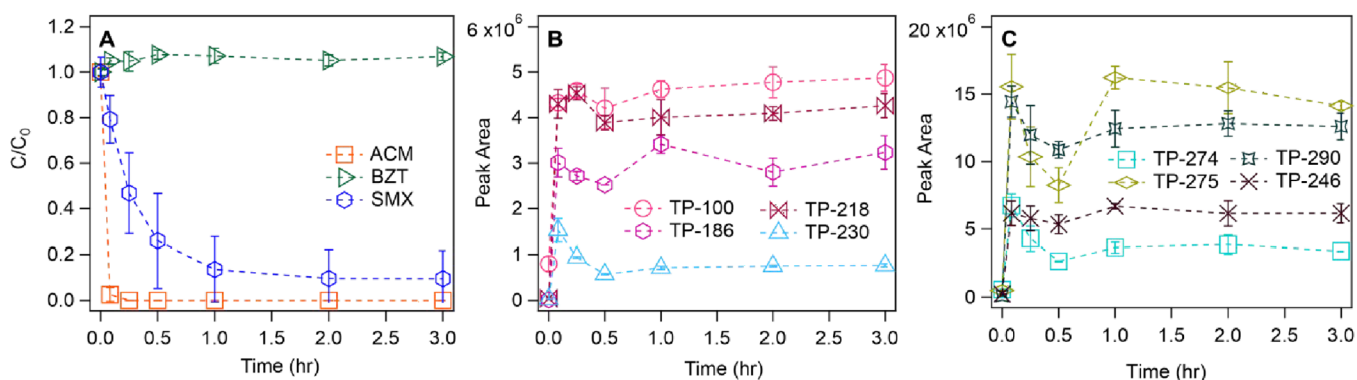 A
1.2
1.0
0.8
0.6
0.4
0.2
0.0
C/C0
ACM
BZT
SMX
0.0 0.5 1.0 1.5 2.0 2.5 3.0
Time (hr)
B
6 x10⁶
5
4
3
2
1
0
Peak Area
TP-100 TP-218
TP-186 TP-230
0.0 0.5 1.0 1.5 2.0 2.5 3.0
Time (hr)
C
20 x10⁶
15
10
5
0
Peak Area
TP-274 TP-290
TP-275 TP-246
0.0 0.5 1.0 1.5 2.0 2.5 3.0
Time (hr)